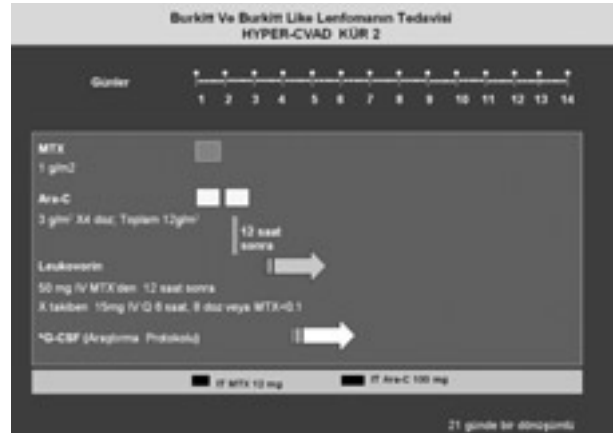 Burkitt Ve Burkitt Like Lenfomanın Tedavisi
HYPER-CVAD KÜR 2
Günler
1 2 3 4 5 6 7 8 9 10 11 12 13 14
MTX
1 g/m2
Ara-C
3 g/m² X4 doz; Toplam 12g/m²
12 saat
sonra
Leukovorin
50 mg IV MTX'den 12 saat sonra
X takiben 15mg IV Q 6 saat, 8 doz veya MTX<0.1
*G-CSF (Araştırma Protokolu)
IT MTX 12 mg IT Ara-C 100 mg
21 günde bir dönüşümlü